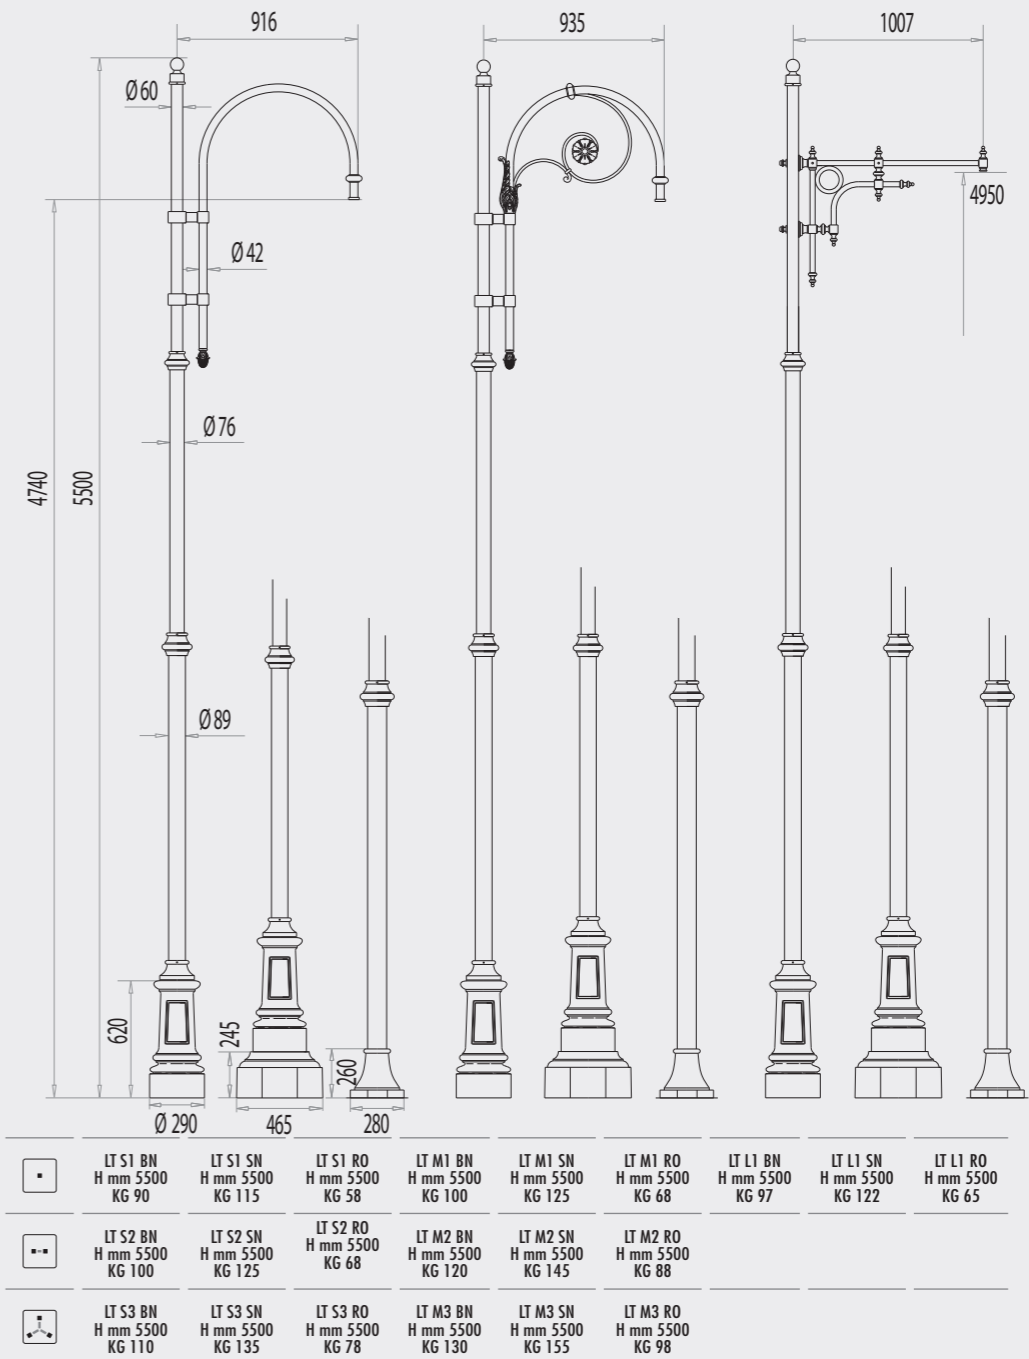 916
935
1007
Ø 60
4950
Ø 42
Ø 76
4740
5500
Ø 89
620
245
260
Ø 290
465
280
LT S1 BN
H mm 5500
KG 90
LT S1 SN
H mm 5500
KG 115
LT S1 RO
H mm 5500
KG 58
LT M1 BN
H mm 5500
KG 100
LT M1 SN
H mm 5500
KG 125
LT M1 RO
H mm 5500
KG 68
LT L1 BN
H mm 5500
KG 97
LT L1 SN
H mm 5500
KG 122
LT L1 RO
H mm 5500
KG 65
LT S2 BN
H mm 5500
KG 100
LT S2 SN
H mm 5500
KG 125
LT S2 RO
H mm 5500
KG 68
LT M2 BN
H mm 5500
KG 120
LT M2 SN
H mm 5500
KG 145
LT M2 RO
H mm 5500
KG 88
LT S3 BN
H mm 5500
KG 110
LT S3 SN
H mm 5500
KG 135
LT S3 RO
H mm 5500
KG 78
LT M3 BN
H mm 5500
KG 130
LT M3 SN
H mm 5500
KG 155
LT M3 RO
H mm 5500
KG 98